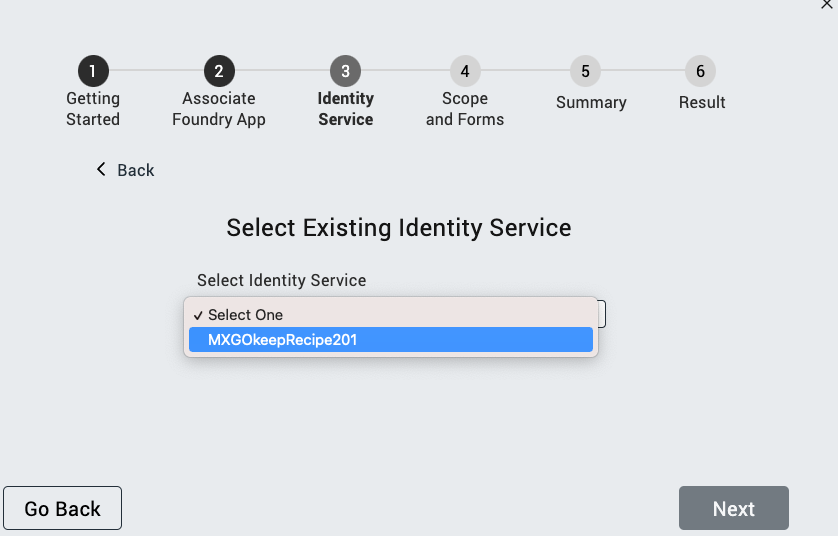 1 2 3 4 5 6
Getting Started
Associate Foundry App
Identity Service
Scope and Forms
Summary
Result
Back
Select Existing Identity Service
Select Identity Service
✓ Select One
MXGOkeepRecipe201
Go Back
Next